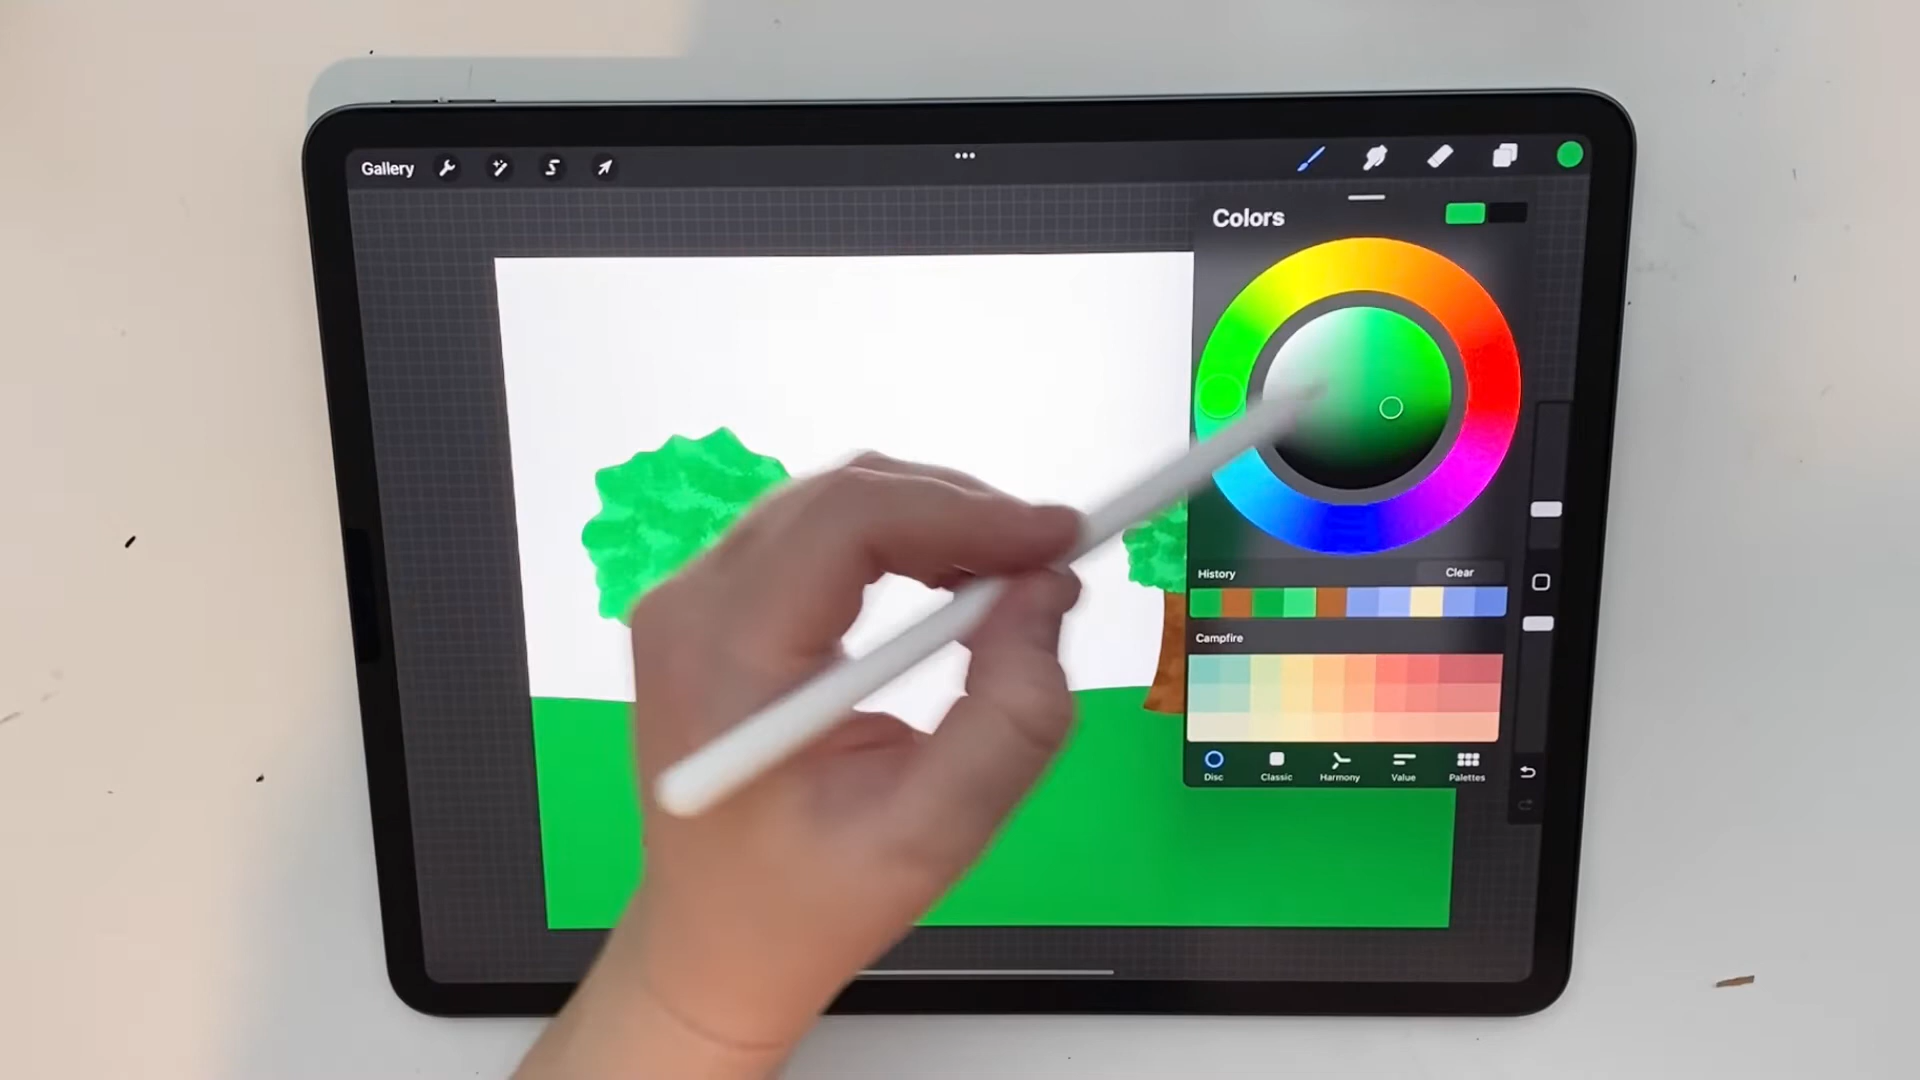 Gallery
Colors
History
Clear
Campfire
Disc
Classic
Harmony
Value
Palettes